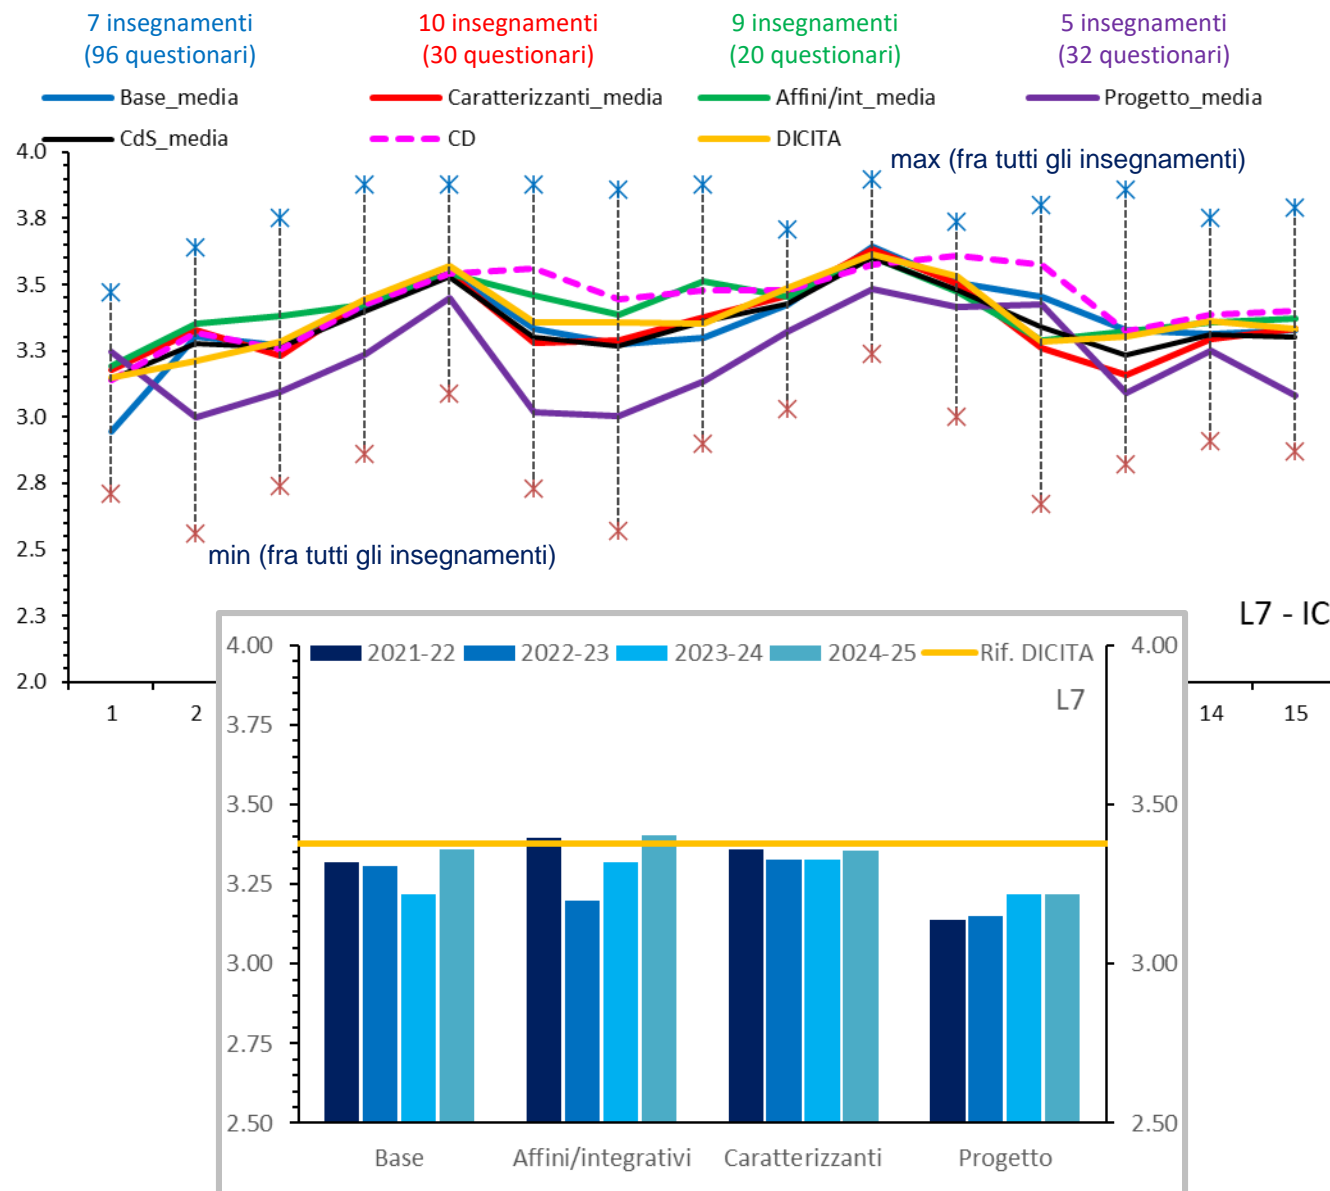 7 insegnamenti
(96 questionari)
10 insegnamenti
(30 questionari)
9 insegnamenti
(20 questionari)
5 insegnamenti
(32 questionari)
Base_media
Caratterizzanti_media
Affini/int_media
Progetto_media
CdS_media
CD
DICITA
4.0
3.8
3.5
3.3
3.0
2.8
2.5
2.3
2.0
max (fra tutti gli insegnamenti)
min (fra tutti gli insegnamenti)
L7 - IC
1
2
14
15
2021-22
2022-23
2023-24
2024-25
Rif. DICITA
L7
4.00
3.75
3.50
3.25
3.00
2.75
2.50
4.00
3.50
3.00
2.50
Base
Affini/integrativi
Caratterizzanti
Progetto